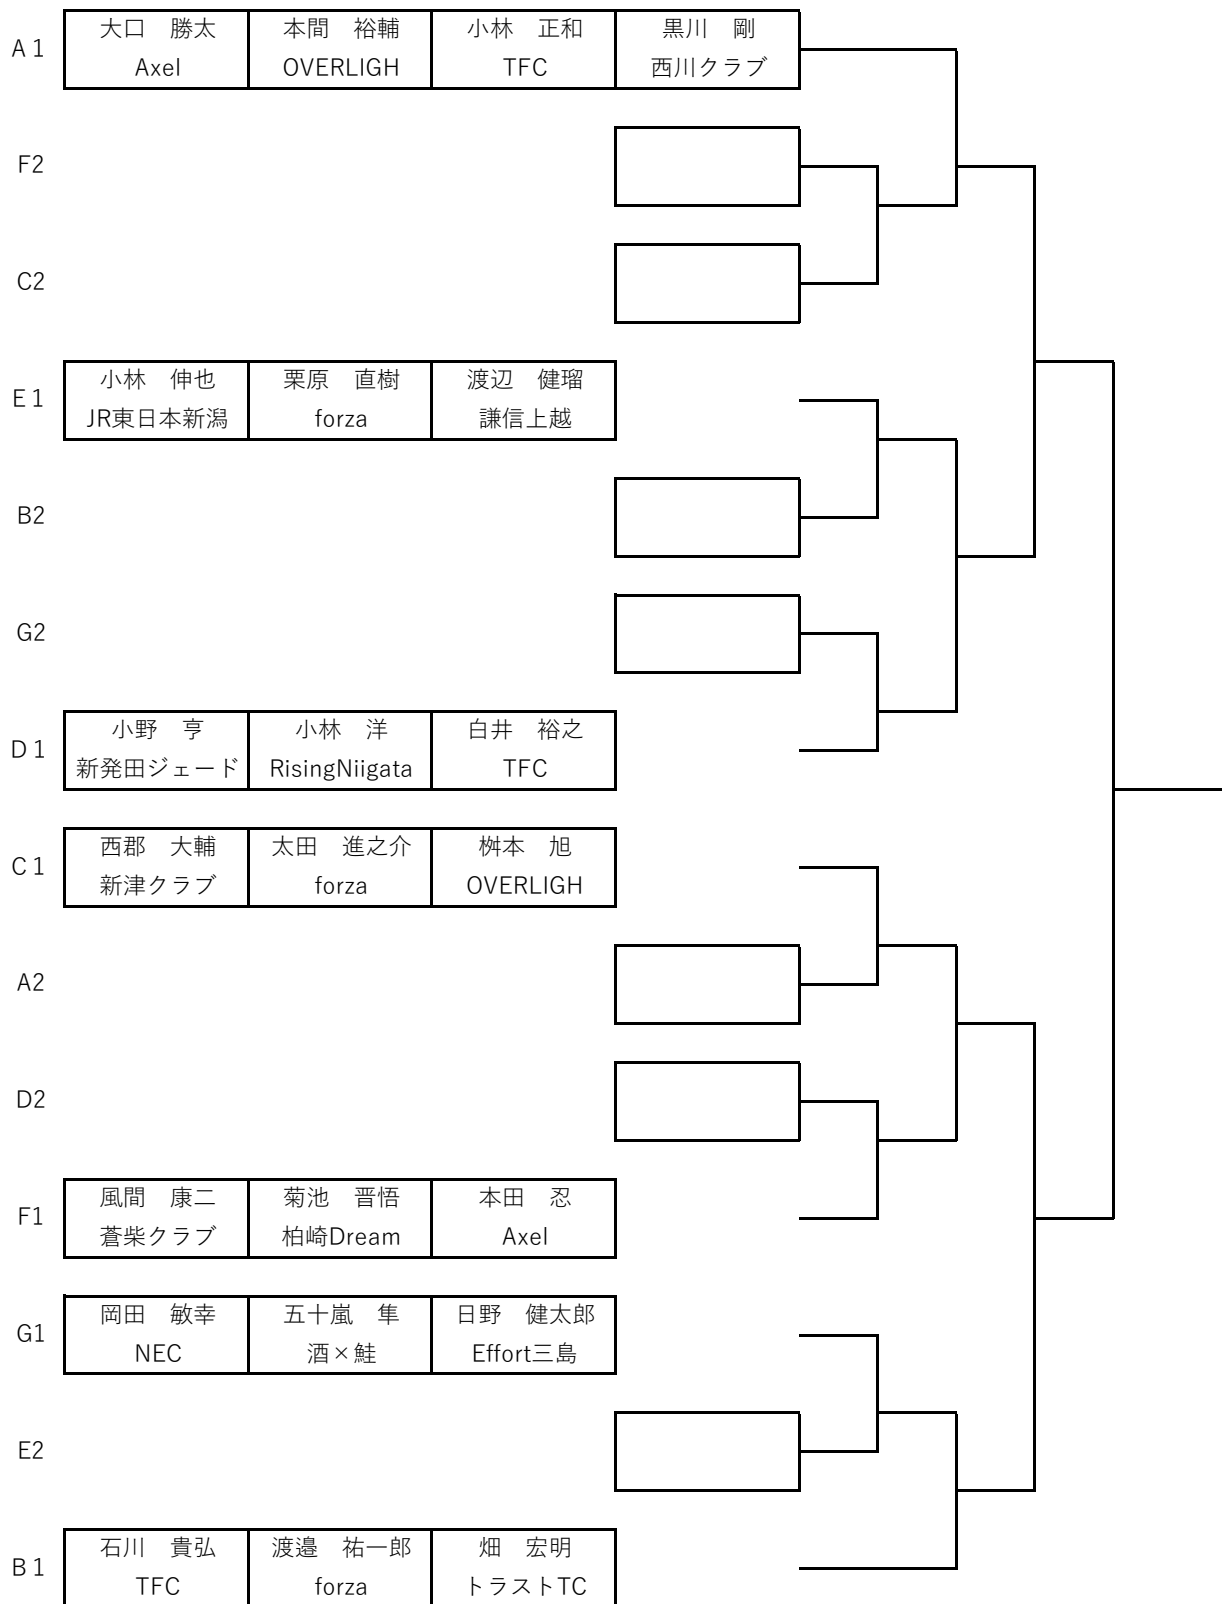 A 1
大口　勝太 本間　裕輔 小林　正和 黒川　剛
Axel OVERLIGH TFC 西川クラブ
F2
C2
E 1
小林　伸也 栗原　直樹 渡辺　健瑠
JR東日本新潟 forza 謙信上越
B2
G2
D 1
小野　亨 小林　洋 白井　裕之
新発田ジェード RisingNiigata TFC
C 1
西郡　大輔 太田　進之介 桝本　旭
新津クラブ forza OVERLIGH
A2
D2
F1
風間　康二 菊池　晋悟 本田　忍
蒼柴クラブ 柏崎Dream Axel
G1
岡田　敏幸 五十嵐　隼 日野　健太郎
NEC 酒×鮭 Effort三島
E2
B 1
石川　貴弘 渡邉　祐一郎 畑　宏明
TFC forza トラストTC